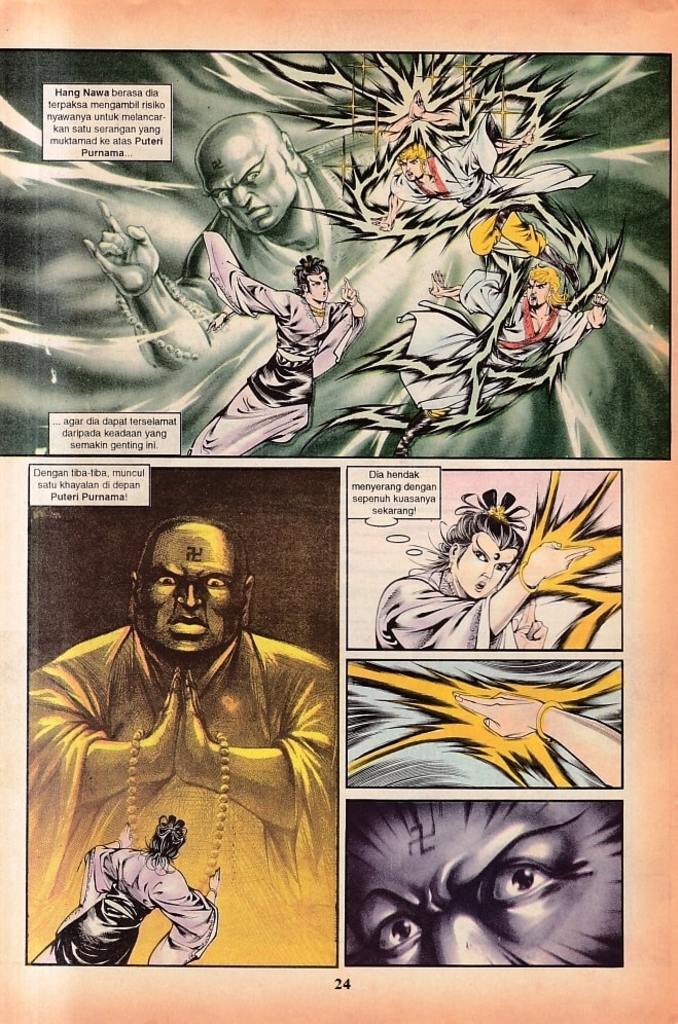 Hang Nawa berasa dia
terpaksa mengambil risiko
nyawanya untuk melancar-
kan satu serangan yang
muktamad ke atas Puteri
Purnama...
... agar dia dapat terselamat
daripada keadaan yang
semakin genting ini.
Dengan tiba-tiba, muncul
satu khayalan di depan
Puteri Purnama!
Dia hendak
menyerang dengan
sepenuh kuasanya
sekarang!
24